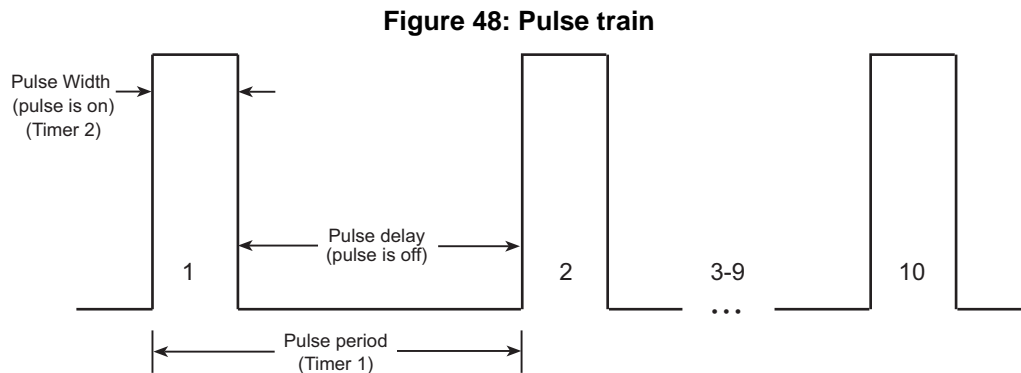 Figure 48: Pulse train
Pulse Width
(pulse is on)
(Timer 2)
Pulse delay
(pulse is off)
1
2
3-9
10
...
Pulse period
(Timer 1)